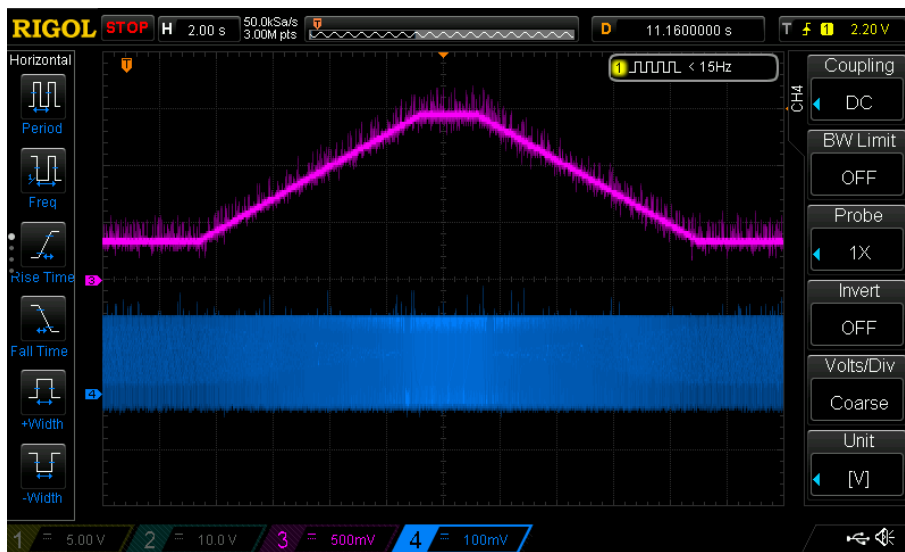 RIGOL STOP H 2.00 s 50.0kSa/s 3.00M pts D 11.1600000 s T 1 2.20 V
Horizontal
Period
Freq
Rise Time
Fall Time
+Width
-Width
T
1 < 15Hz
3
4
CH4
Coupling
DC
BW Limit
OFF
Probe
1X
Invert
OFF
Volts/Div
Coarse
Unit
[V]
1 = 5.00 V 2 = 10.0 V 3 = 500mV 4 = 100mV